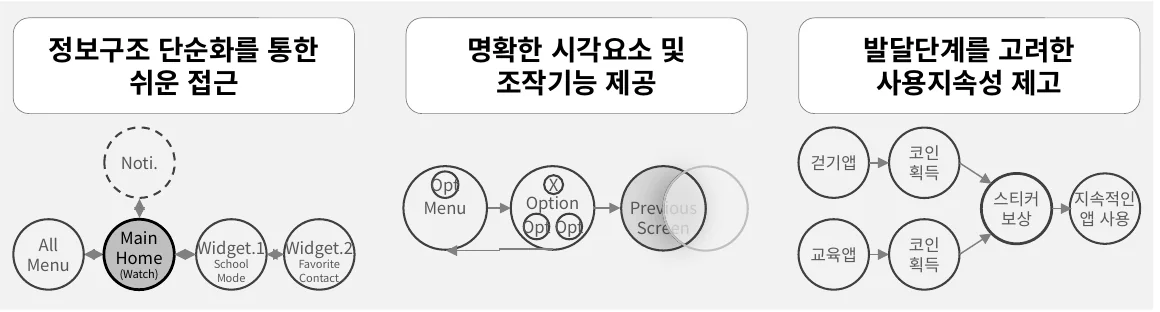 정보구조 단순화를 통한
쉬운 접근
Noti.
All
Menu
Main
Home
(Watch)
Widget.1
School
Mode
Widget.2
Favorite
Contact
명확한 시각요소 및
조작기능 제공
Opt
Menu
X
Option
Opt
Opt
Previous
Screen
발달단계를 고려한
사용지속성 제고
걷기앱
코인
획득
교육앱
코인
획득
스티커
보상
지속적인
앱 사용